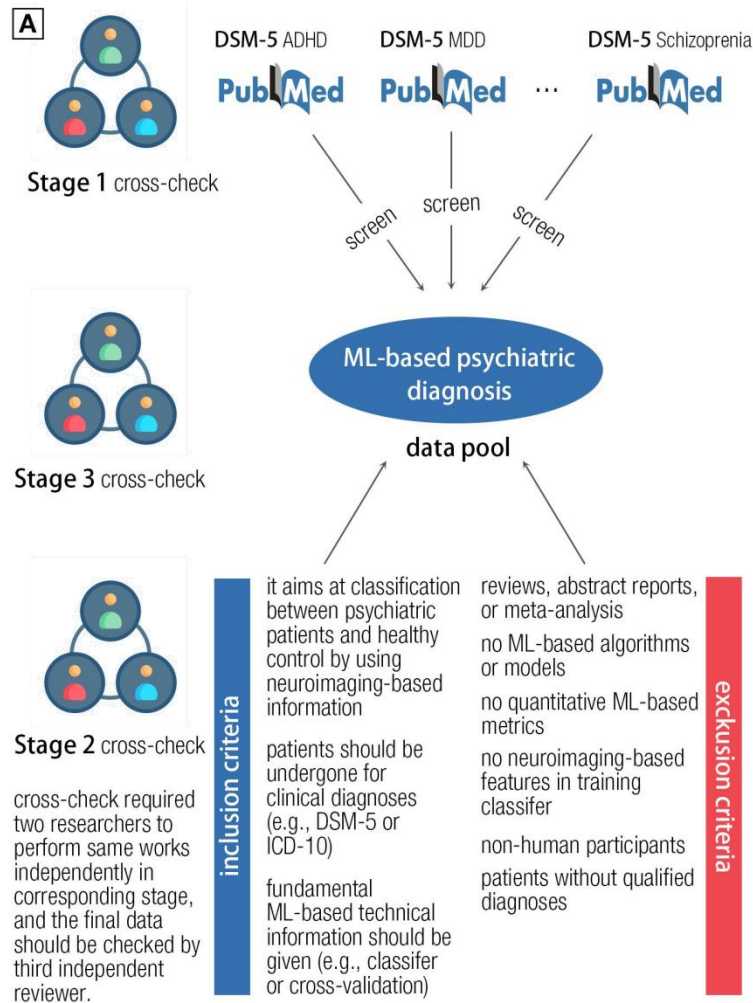 A
DSM-5 ADHD
DSM-5 MDD
DSM-5 Schizoprenia
PubMed
PubMed
...
PubMed
Stage 1 cross-check
screen
screen
screen
ML-based psychiatric
diagnosis
data pool
Stage 3 cross-check
Stage 2 cross-check
cross-check required
two researchers to
perform same works
independently in
corresponding stage,
and the final data
should be checked by
third independent
reviewer.
inclusion criteria
it aims at classification
between psychiatric
patients and healthy
control by using
neuroimaging-based
information
patients should be
undergone for
clinical diagnoses
(e.g., DSM-5 or
ICD-10)
fundamental
ML-based technical
information should be
given (e.g., classifer
or cross-validation)
reviews, abstract reports,
or meta-analysis
no ML-based algorithms
or models
no quantitative ML-based
metrics
no neuroimaging-based
features in training
classifer
non-human participants
patients without qualified
diagnoses
exckusion criteria